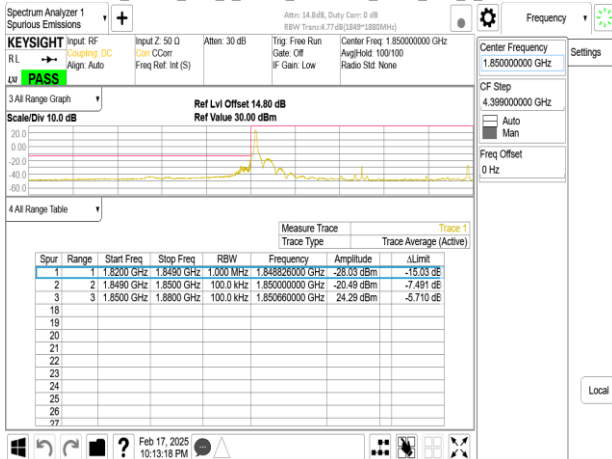 Spectrum Analyzer 1
Spurious Emissions
Attn: 14.8dB, Duty Carr: 0 dB
RBW Trans:4.77dB(1849~1880MHz)
Frequency
KEYSIGHT
RL
LXI
PASS
Input: RF
Coupling: DC
Align: Auto
Input Z: 50 Ω
Corr CCorr
Freq Ref: Int (S)
Atten: 30 dB
Trig: Free Run
Gate: Off
IF Gain: Low
Center Freq: 1.850000000 GHz
Avg|Hold: 100/100
Radio Std: None
Center Frequency
1.850000000 GHz
Settings
CF Step
4.399000000 GHz
Auto
Man
Freq Offset
0 Hz
3 All Range Graph
Scale/Div 10.0 dB
Ref Lvl Offset 14.80 dB
Ref Value 30.00 dBm
20.0
0.00
-20.0
-40.0
-60.0
4 All Range Table
Measure Trace Trace 1
Trace Type Trace Average (Active)
Spur Range Start Freq Stop Freq RBW Frequency Amplitude ΔLimit
1 1 1.8200 GHz 1.8490 GHz 1.000 MHz 1.848826000 GHz -28.03 dBm -15.03 dB
2 2 1.8490 GHz 1.8500 GHz 100.0 kHz 1.850000000 GHz -20.49 dBm -7.491 dB
3 3 1.8500 GHz 1.8800 GHz 100.0 kHz 1.850660000 GHz 24.29 dBm -5.710 dB
18
19
20
21
22
23
24
25
26
27
Local
Feb 17, 2025
10:13:18 PM